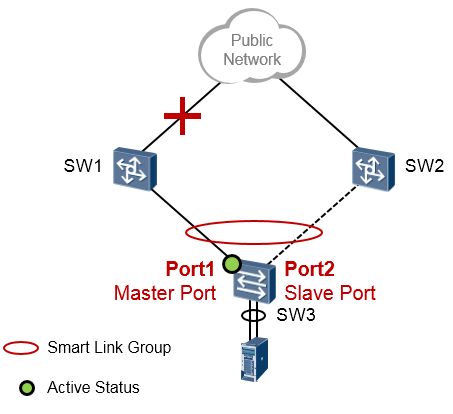 Public
Network
SW1
SW2
Port1
Master Port
Port2
Slave Port
SW3
Smart Link Group
Active Status